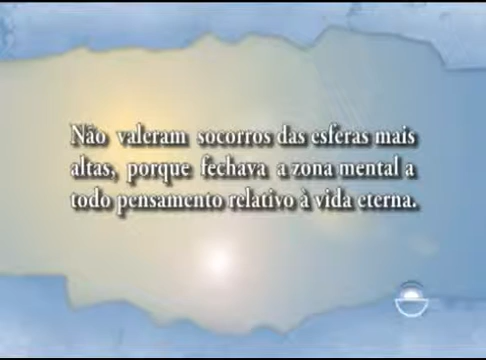 Não valeram socorros das esferas mais
altas, porque fechava a zona mental a
todo pensamento relativo à vida eterna.